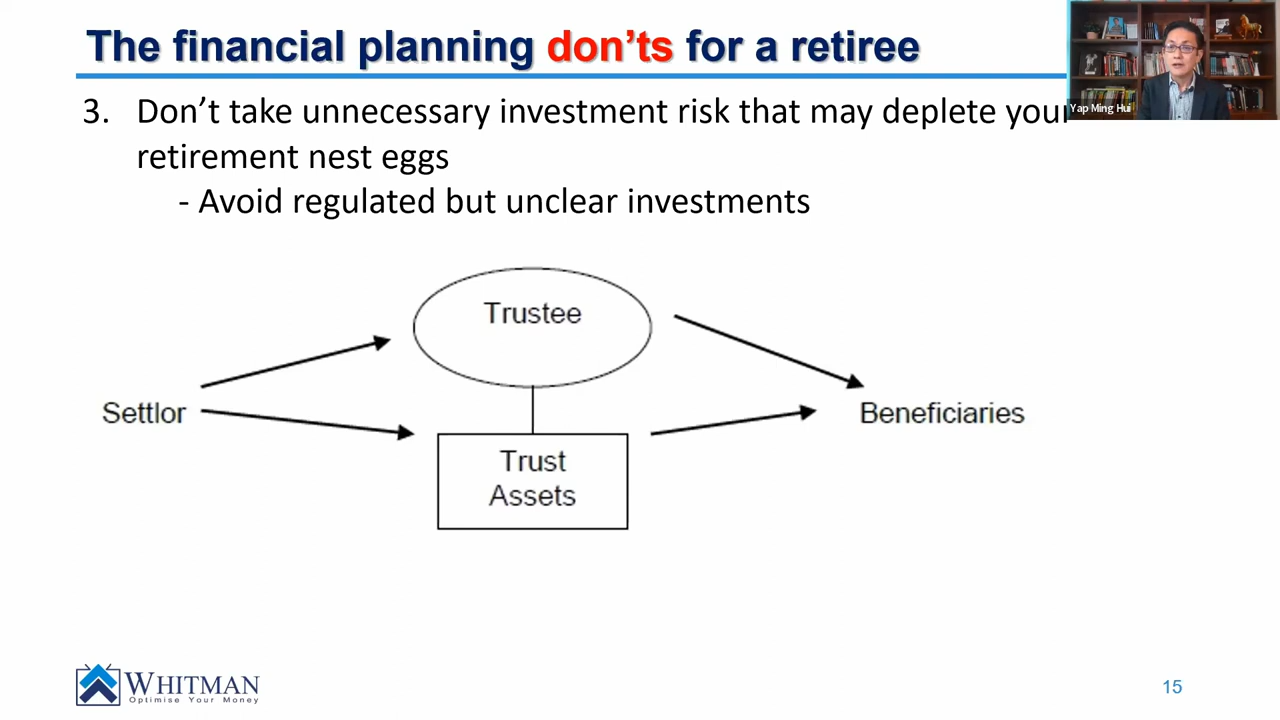 The financial planning don’ts for a retiree
Yap Ming Hui
3. Don’t take unnecessary investment risk that may deplete your
retirement nest eggs
- Avoid regulated but unclear investments
Trustee
Settlor
Beneficiaries
Trust
Assets
WHITMAN
Optimise Your Money
15